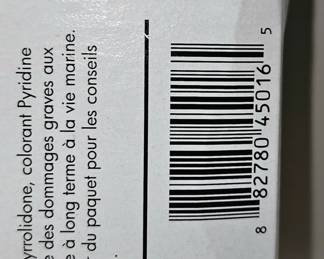 yrrolidone, colorant Pyridine
des dommages graves aux
à long terme à la vie marine.
du paquet pour les conseils
8 82780 45016 5